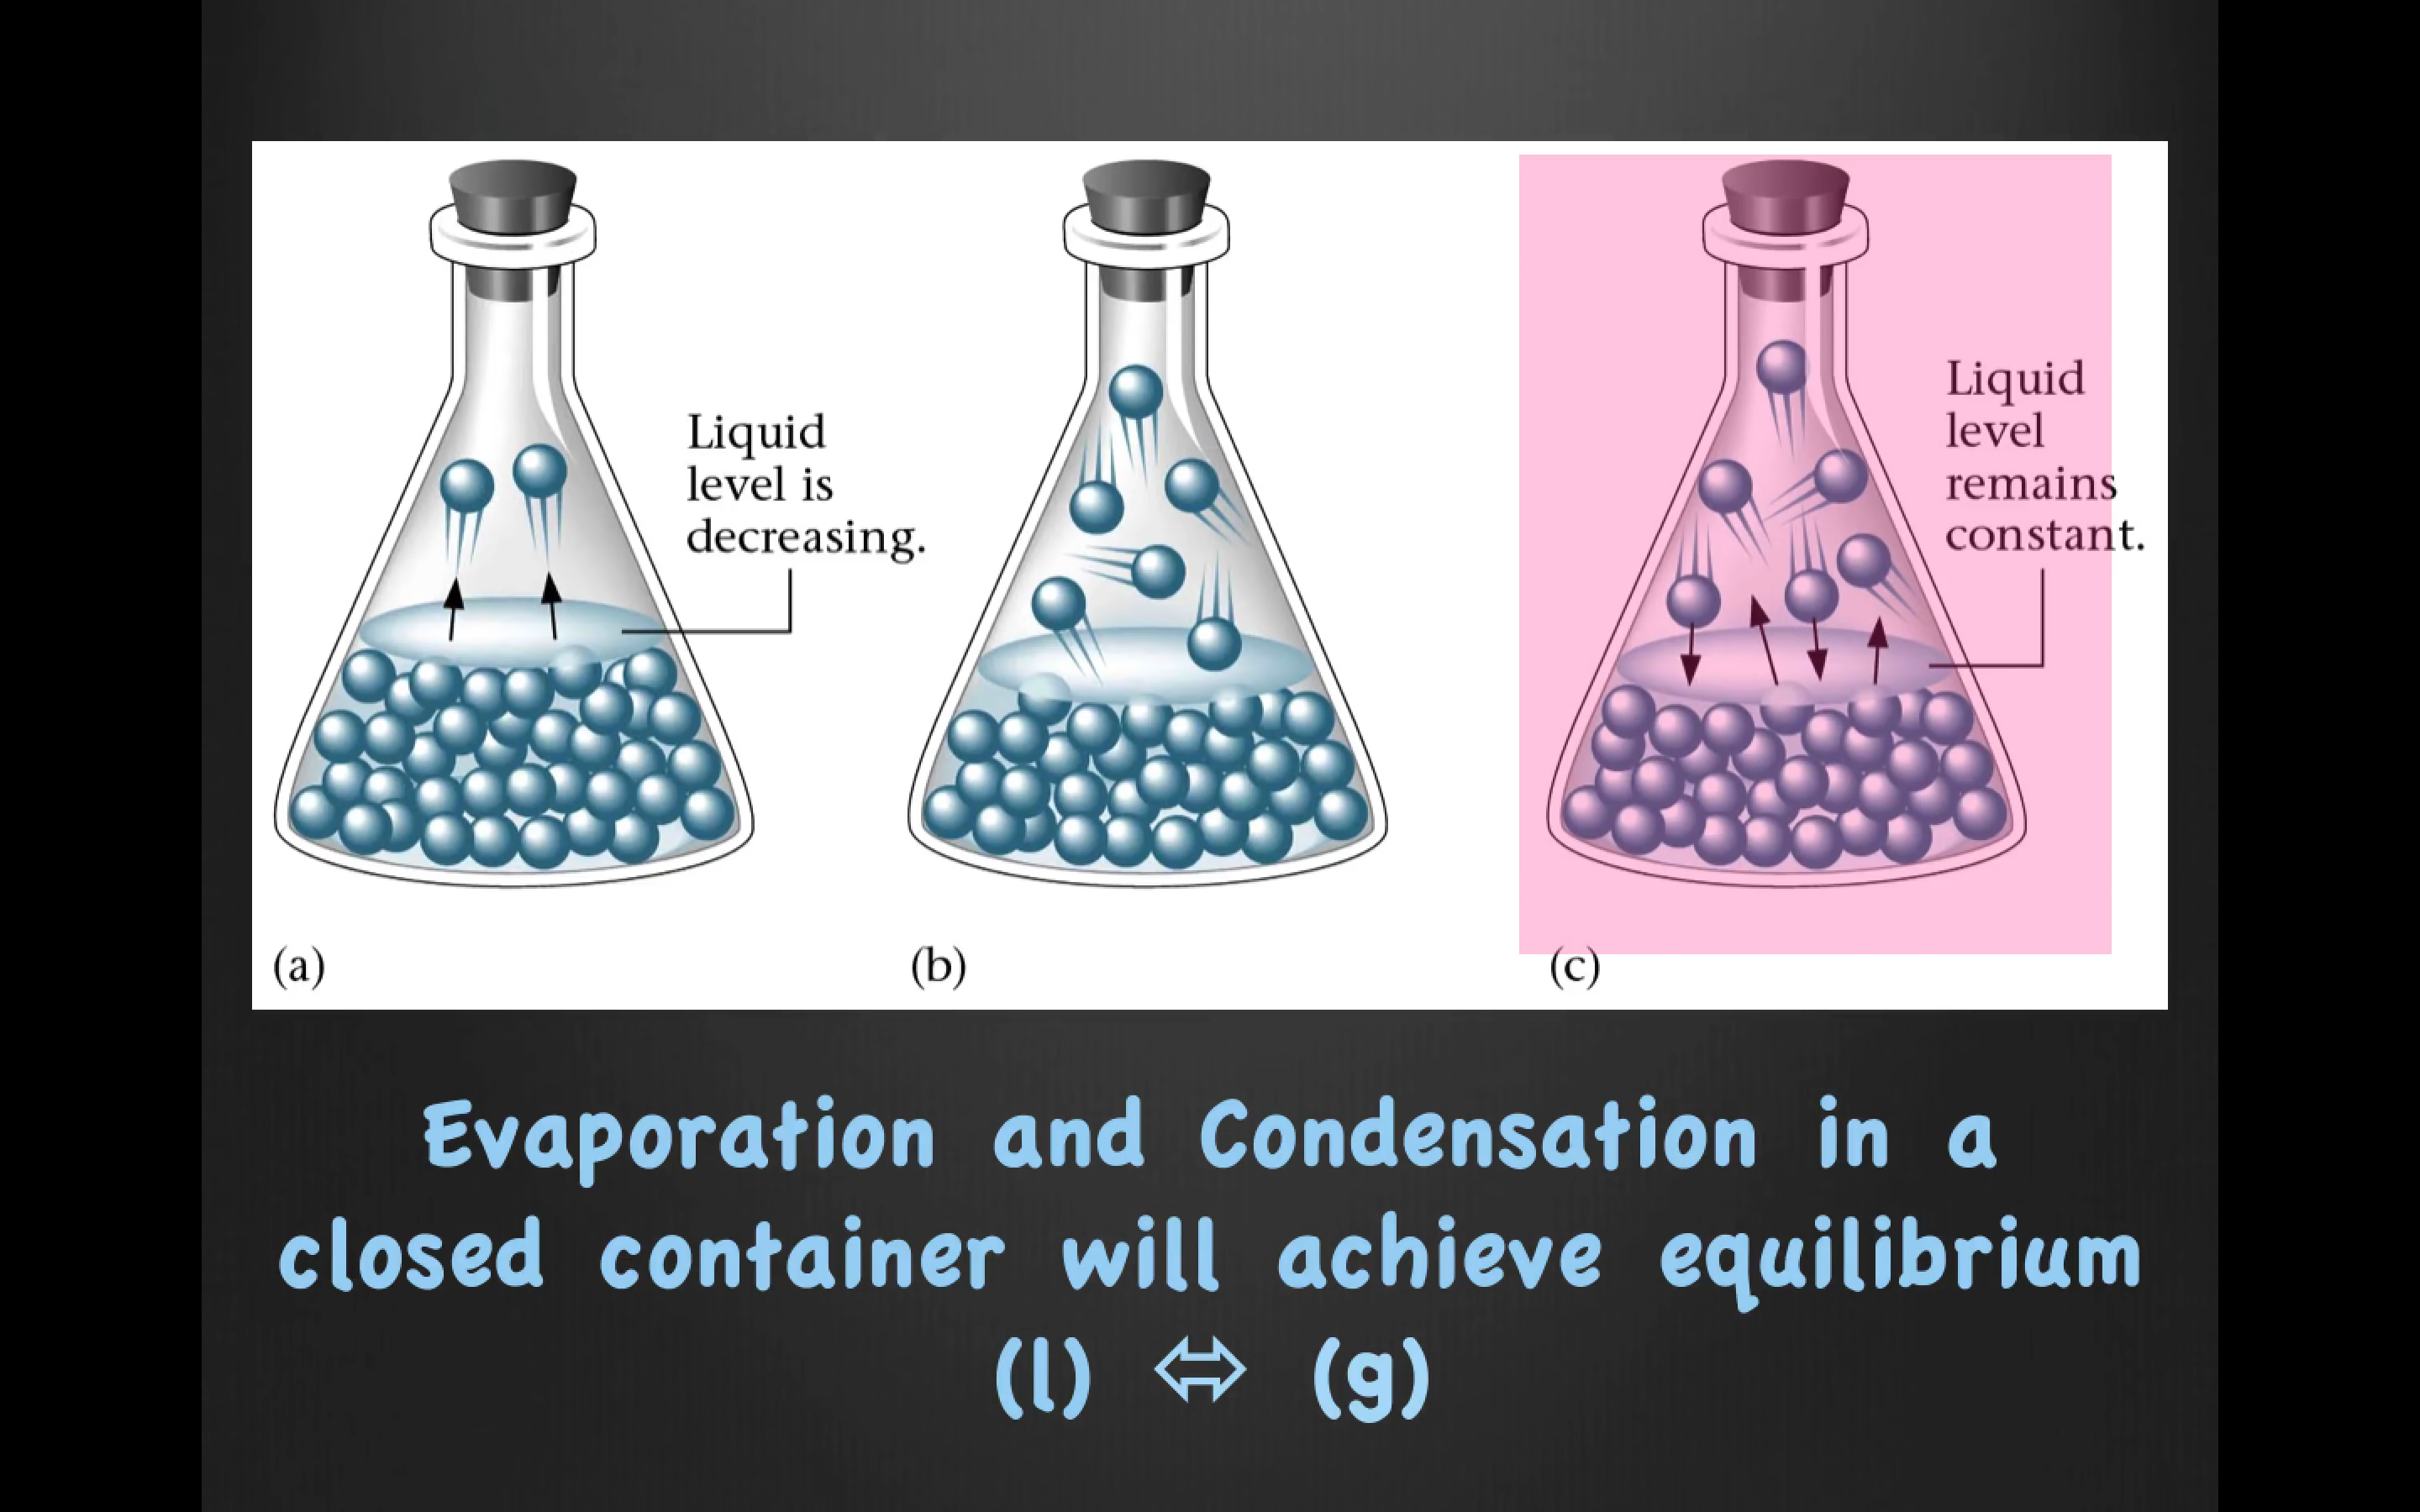 Liquid
level is
decreasing.
Liquid
level
remains
constant.
(a)
(b)
(c)
Evaporation and Condensation in a
closed container will achieve equilibrium
(l) ⇔ (g)